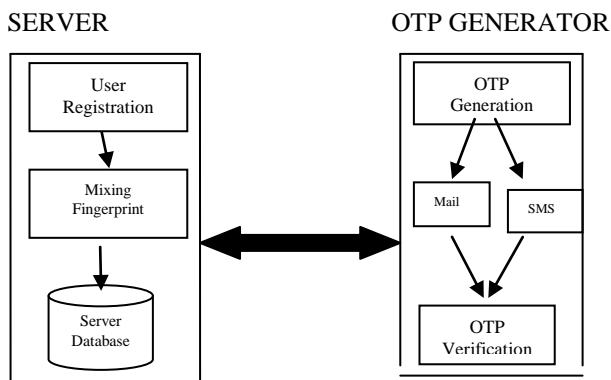 SERVER
OTP GENERATOR
User
Registration
Mixing
Fingerprint
Server
Database
OTP
Generation
Mail
SMS
OTP
Verification